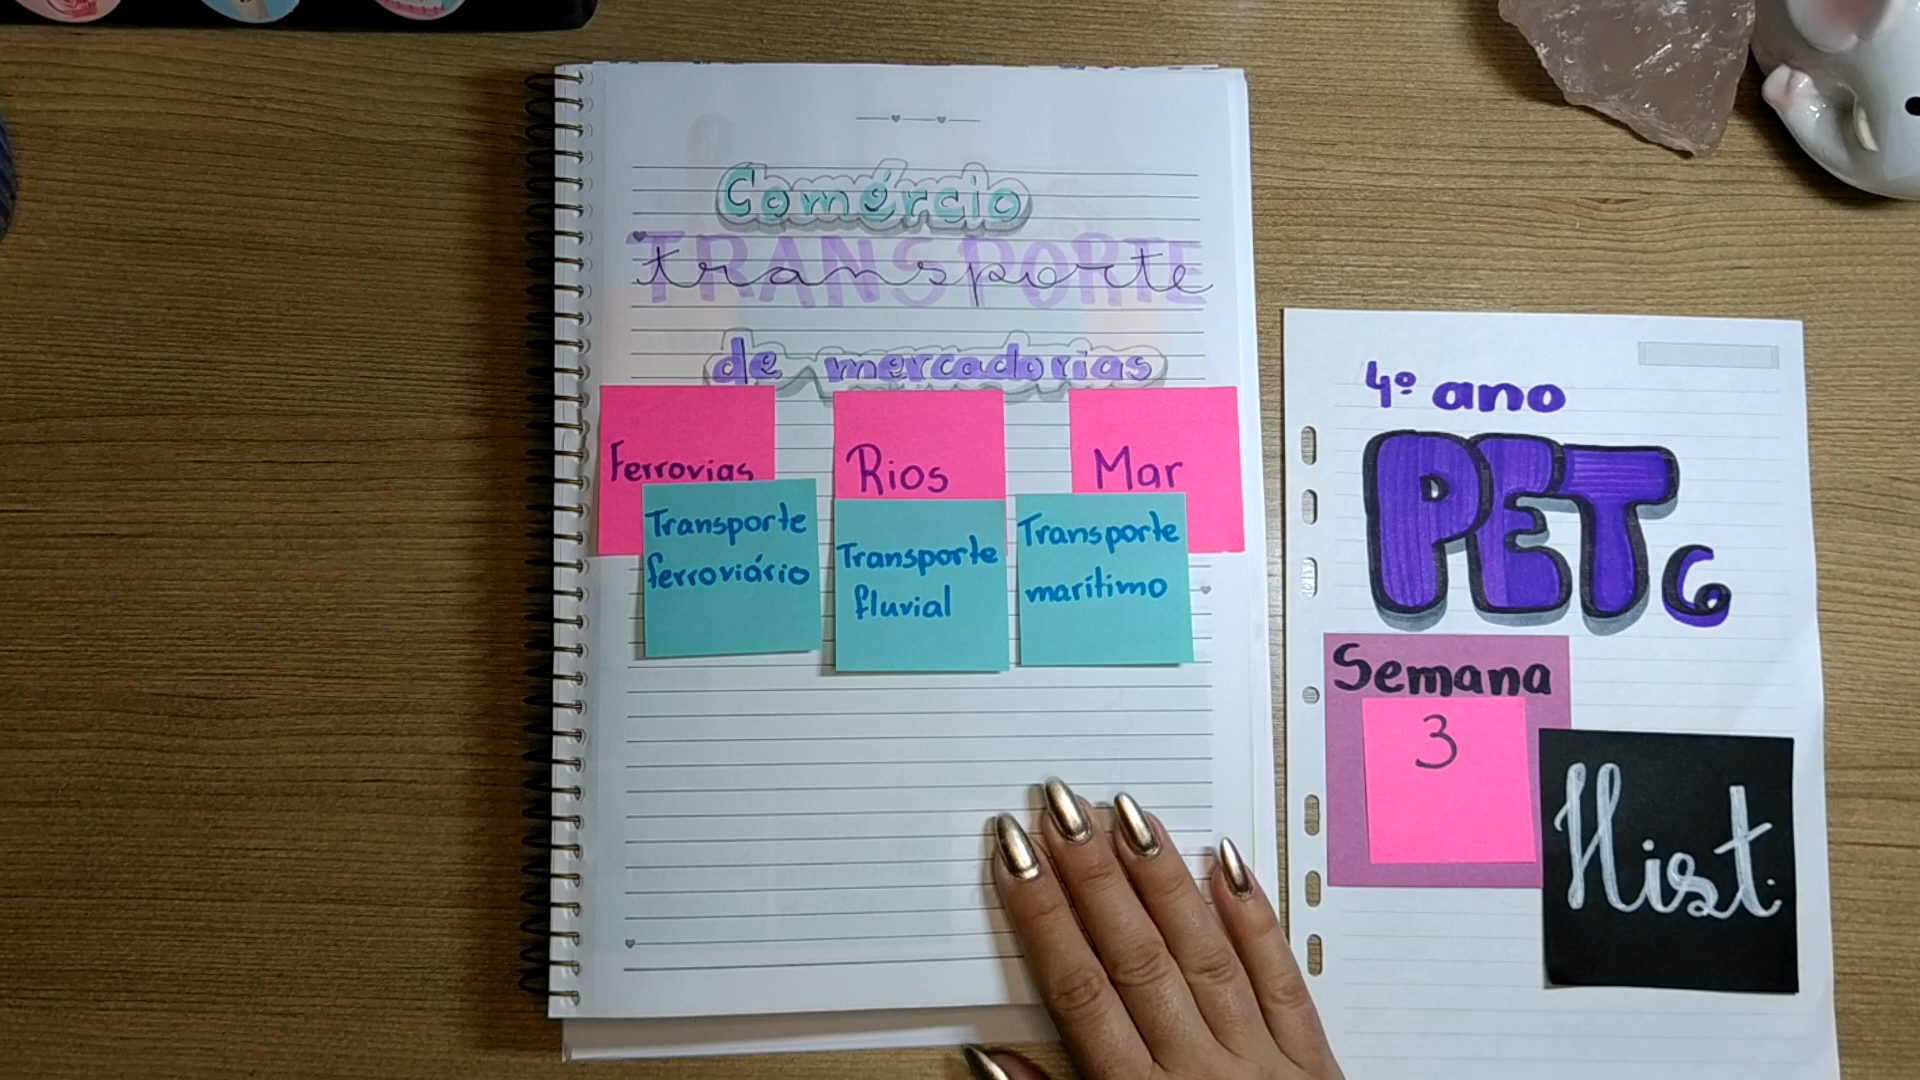 Comércio
TRANSPORTE
transporte
de mercadorias
Ferrovias
Transporte
ferroviário
Rios
Transporte
fluvial
Mar
Transporte
marítimo
4º ano
PET 6
Semana
3
Hist.